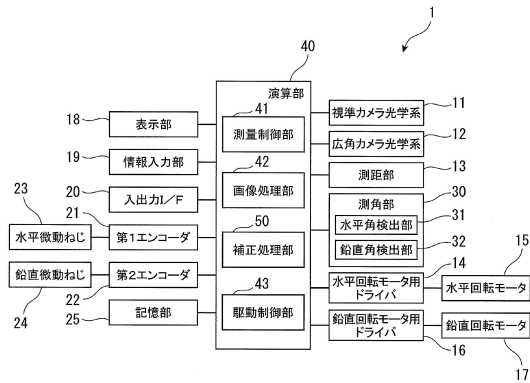 1
40
演算部
41
測量制御部
42
画像処理部
50
補正処理部
43
駆動制御部
18
表示部
19
情報入力部
20
入出力I/F
23
21
水平微動ねじ
第1エンコーダ
鉛直微動ねじ
第2エンコーダ
24
22
25
記憶部
視準カメラ光学系
11
広角カメラ光学系
12
測距部
13
測角部
30
水平角検出部
31
鉛直角検出部
32
14
水平回転モータ用
ドライバ
15
水平回転モータ
鉛直回転モータ用
ドライバ
16
鉛直回転モータ
17